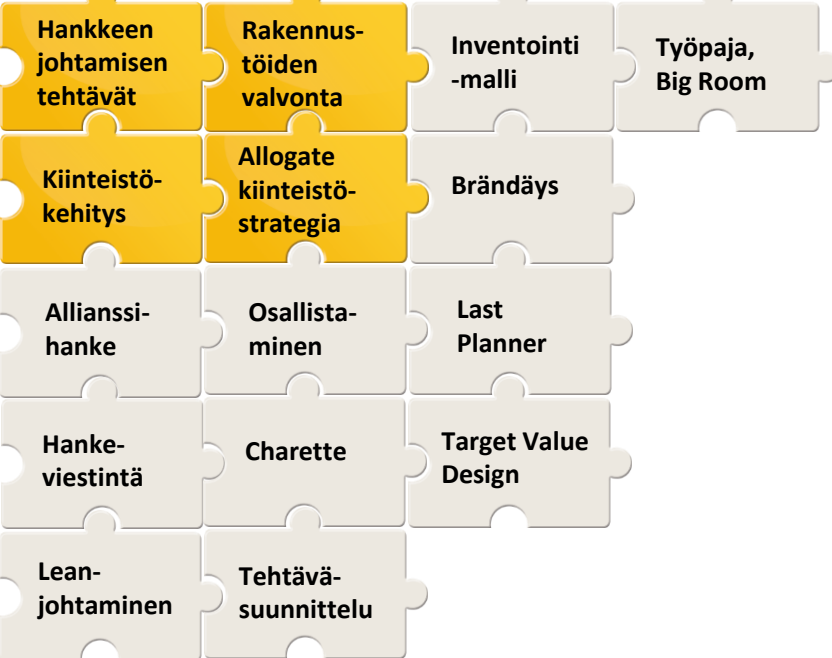 Hankkeen
johtamisen
tehtävät
Rakennus-
töiden
valvonta
Inventointi
-malli
Työpaja,
Big Room
Kiinteistö-
kehitys
Allogate
kiinteistö-
strategia
Brändäys
Allianssi-
hanke
Osallista-
minen
Last
Planner
Hanke-
viestintä
Charette
Target Value
Design
Lean-
johtaminen
Tehtävä-
suunnittelu